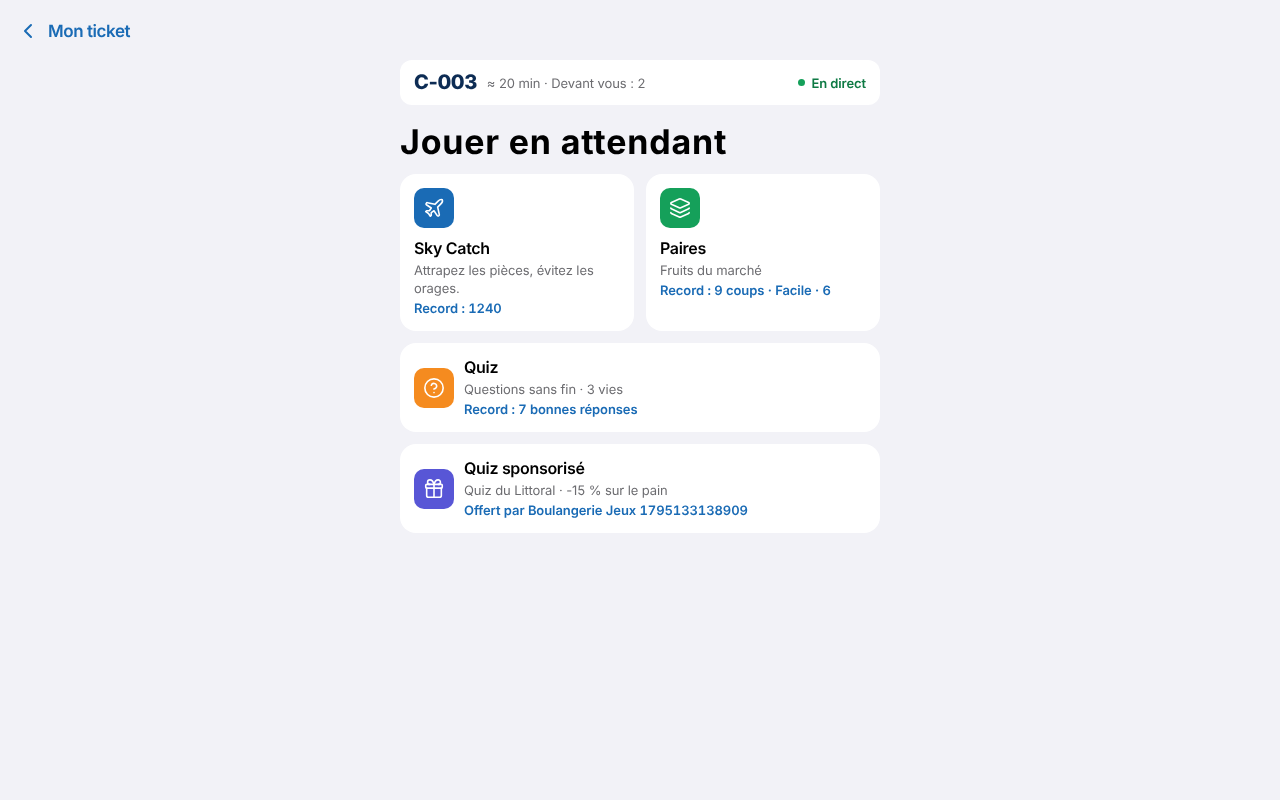 Mon ticket
C-003 ≈ 20 min · Devant vous : 2
En direct
Jouer en attendant
Sky Catch
Attrapez les pièces, évitez les
orages.
Record : 1240
Paires
Fruits du marché
Record : 9 coups · Facile · 6
Quiz
Questions sans fin · 3 vies
Record : 7 bonnes réponses
Quiz sponsorisé
Quiz du Littoral · -15 % sur le pain
Offert par Boulangerie Jeux 1795133138909